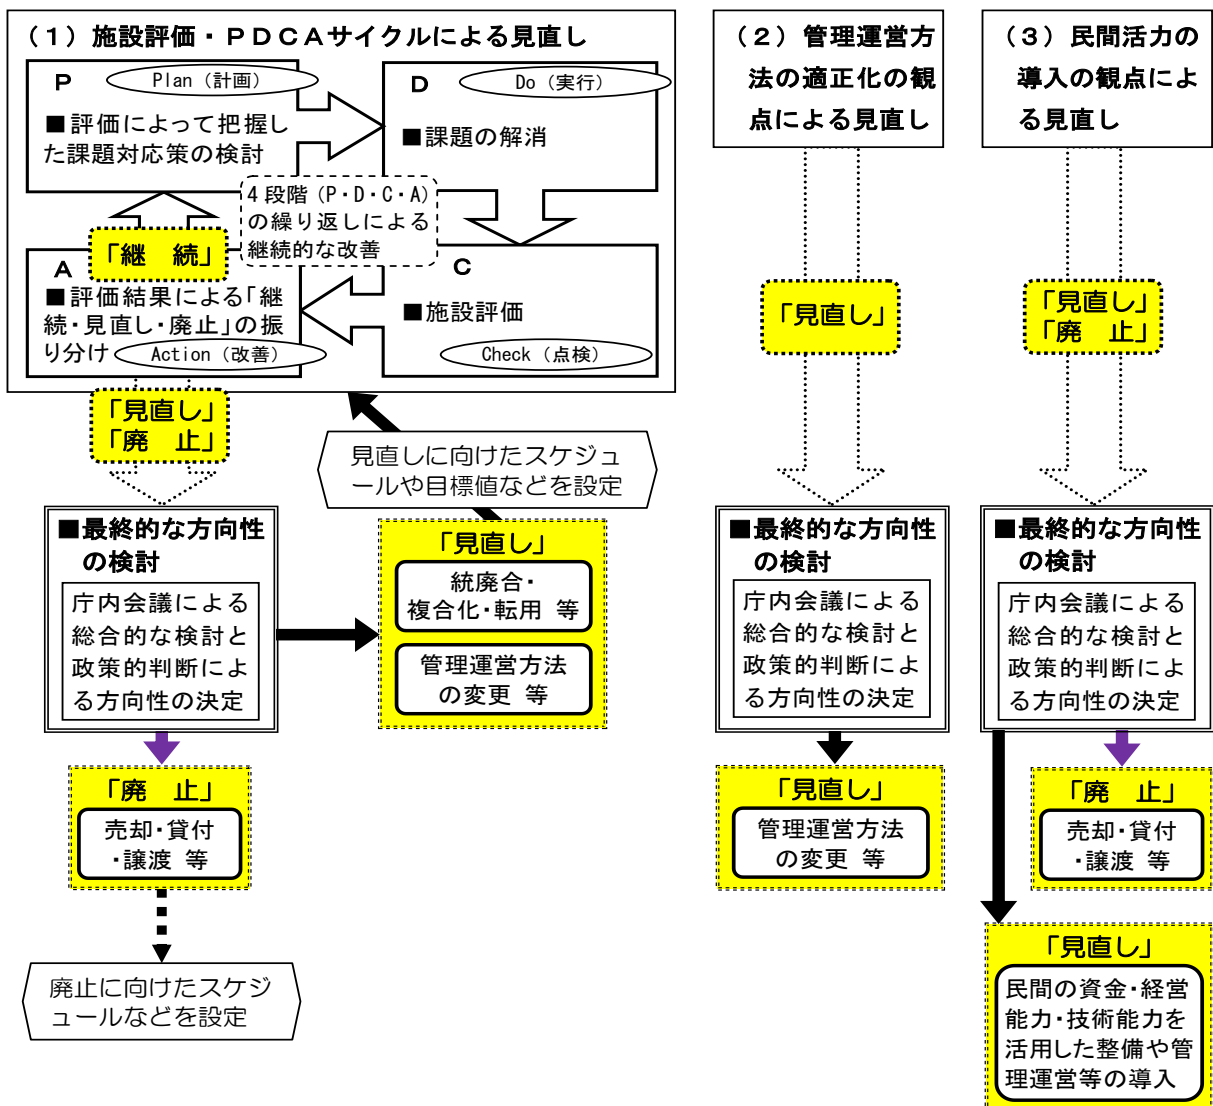 （１）施設評価・ＰＤＣＡサイクルによる見直し
Ｐ
Plan（計画）
■評価によって把握し
た課題対応策の検討
Ｄ
Do（実行）
■課題の解消
４段階（Ｐ・Ｄ・Ｃ・Ａ）
の繰り返しによる
継続的な改善
「継　続」
Ａ
■評価結果による「継
続・見直し・廃止」の振
り分け
Action（改善）
Ｃ
■施設評価
Check（点検）
「見直し」
「廃　止」
見直しに向けたスケジュ
ールや目標値などを設定
■最終的な方向性
の検討
庁内会議による
総合的な検討と
政策的判断によ
る方向性の決定
「見直し」
統廃合・
複合化・転用 等
管理運営方法
の変更 等
「廃　止」
売却・貸付
・譲渡 等
廃止に向けたスケジ
ュールなどを設定
（２）管理運営方
法の適正化の観
点による見直し
「見直し」
■最終的な方向性
の検討
庁内会議による
総合的な検討と
政策的判断によ
る方向性の決定
「見直し」
管理運営方法
の変更 等
（３）民間活力の
導入の観点によ
る見直し
「見直し」
「廃　止」
■最終的な方向性
の検討
庁内会議による
総合的な検討と
政策的判断によ
る方向性の決定
「廃　止」
売却・貸付
・譲渡 等
「見直し」
民間の資金・経営
能力・技術能力を
活用した整備や管
理運営等の導入